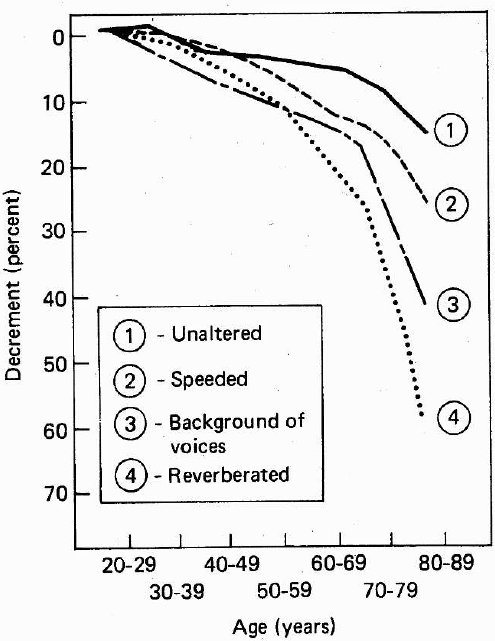 0
10
20
30
40
50
60
70
Decrement (percent)
1
2
3
4
1 - Unaltered
2 - Speeded
3 - Background of
voices
4 - Reverberated
20-29 40-49 60-69 80-89
30-39 50-59 70-79
Age (years)